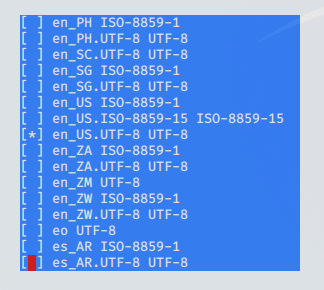 [ ] en_PH ISO-8859-1
[ ] en_PH.UTF-8 UTF-8
[ ] en_SC.UTF-8 UTF-8
[ ] en_SG ISO-8859-1
[ ] en_SG.UTF-8 UTF-8
[ ] en_US ISO-8859-1
[ ] en_US.ISO-8859-15 ISO-8859-15
[*] en_US.UTF-8 UTF-8
[ ] en_ZA ISO-8859-1
[ ] en_ZA.UTF-8 UTF-8
[ ] en_ZM UTF-8
[ ] en_ZW ISO-8859-1
[ ] en_ZW.UTF-8 UTF-8
[ ] eo UTF-8
[ ] es_AR ISO-8859-1
[ ] es_AR.UTF-8 UTF-8